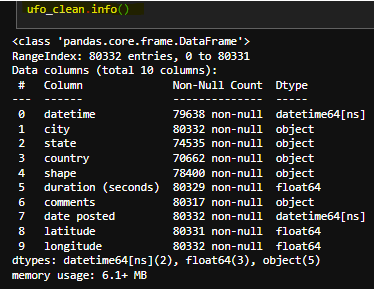 ufo_clean.info()
<class 'pandas.core.frame.DataFrame'>
RangeIndex: 80332 entries, 0 to 80331
Data columns (total 10 columns):
 #   Column              Non-Null Count  Dtype
---  ------              --------------  -----
 0   datetime            79638 non-null  datetime64[ns]
 1   city                80332 non-null  object
 2   state               74535 non-null  object
 3   country             70662 non-null  object
 4   shape               78400 non-null  object
 5   duration (seconds)  80329 non-null  float64
 6   comments            80317 non-null  object
 7   date posted         80332 non-null  datetime64[ns]
 8   latitude            80331 non-null  float64
 9   longitude           80332 non-null  float64
dtypes: datetime64[ns](2), float64(3), object(5)
memory usage: 6.1+ MB